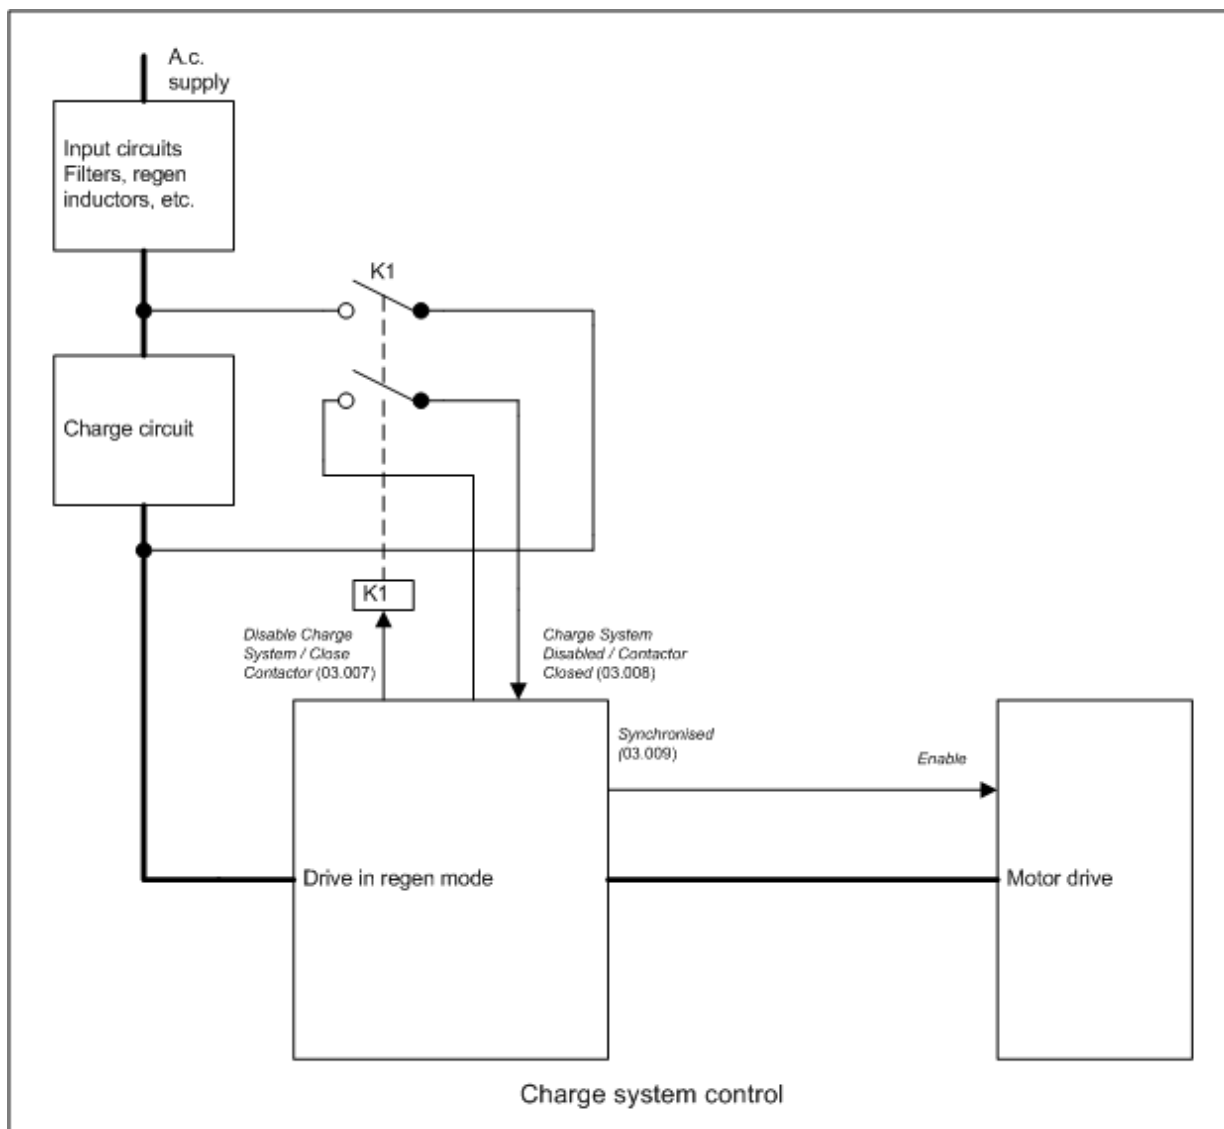 A.c.
supply
Input circuits
Filters, regen
inductors, etc.
K1
Charge circuit
K1
Disable Charge
System / Close
Contactor (03.007)
Charge System
Disabled / Contactor
Closed (03.008)
Synchronised
(03.009)
Enable
Drive in regen mode
Motor drive
Charge system control